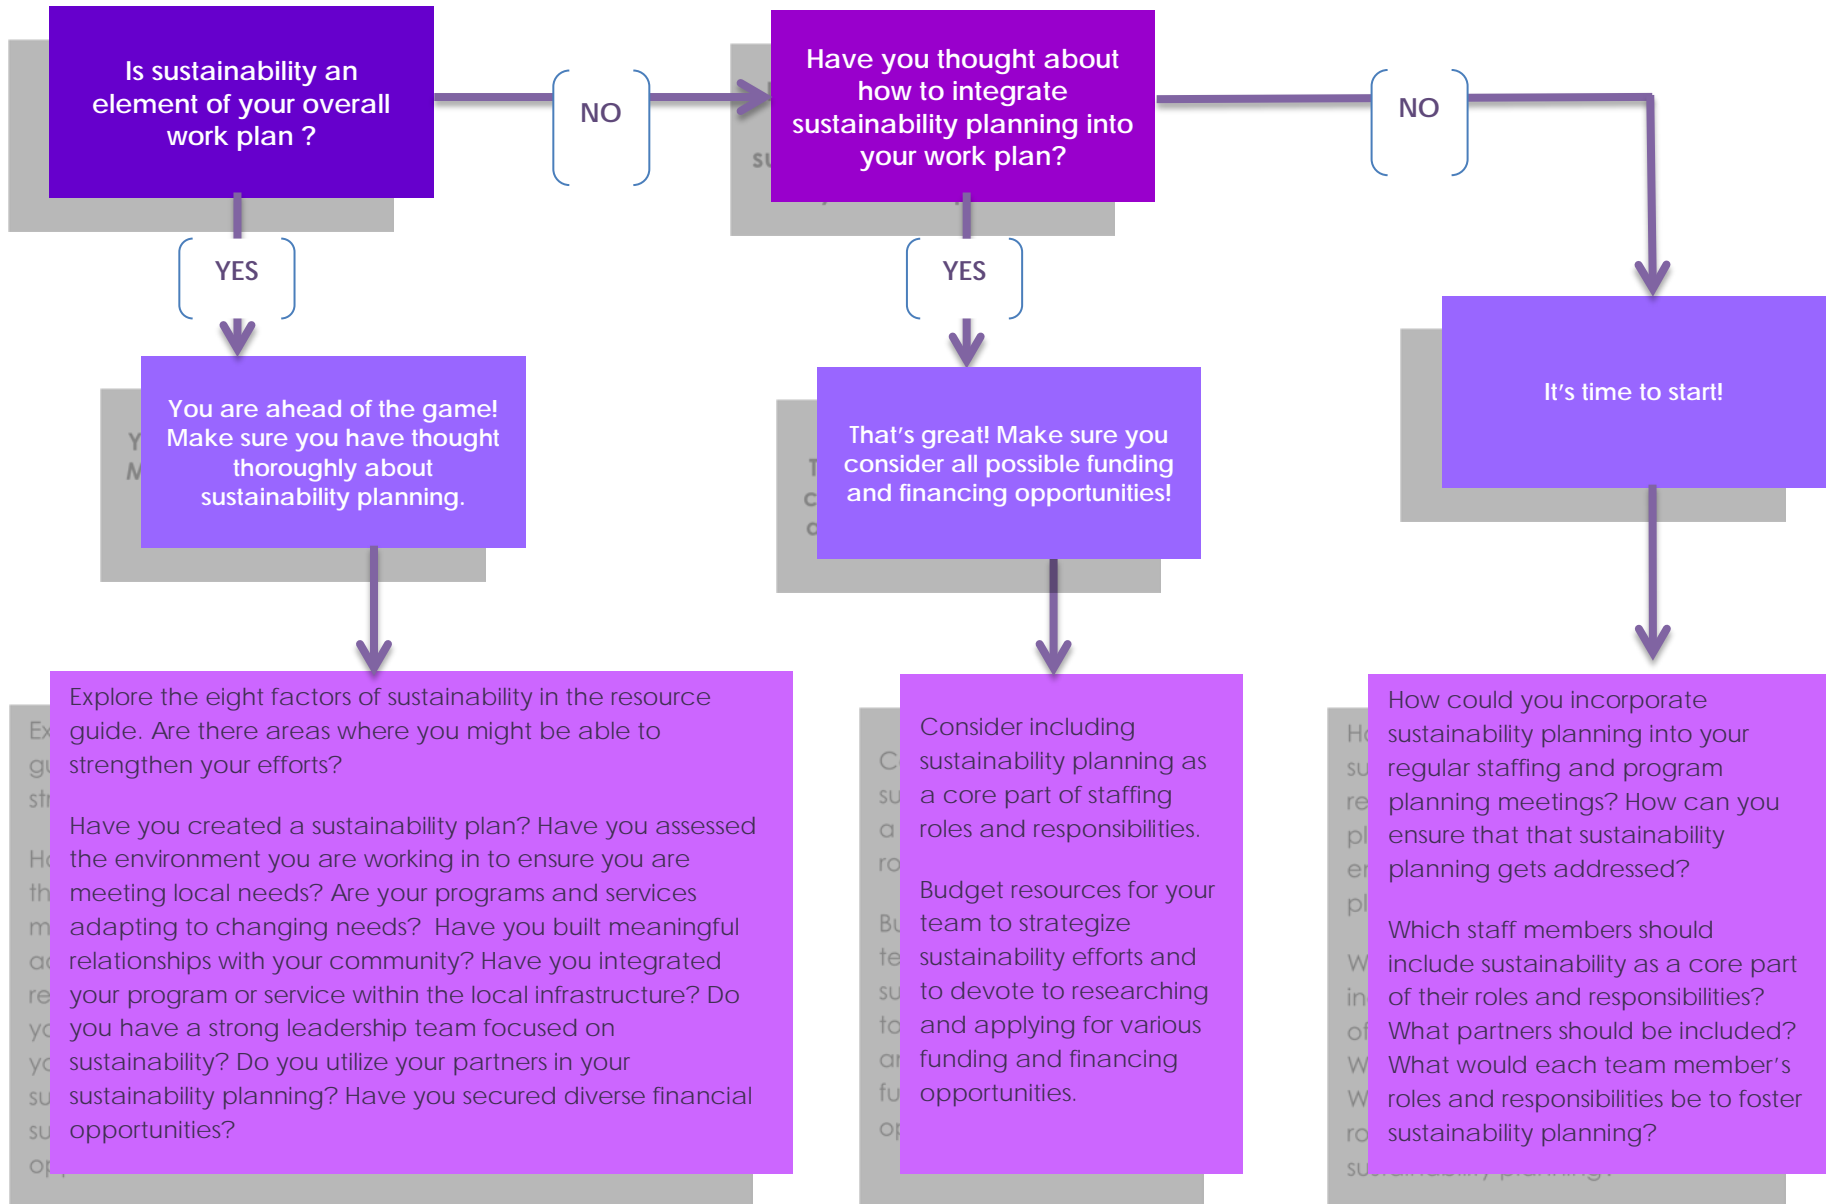 Is sustainability an
element of your overall
work plan ?
NO
Have you thought about
how to integrate
sustainability planning into
your work plan?
NO
YES
YES
You are ahead of the game!
Make sure you have thought
thoroughly about
sustainability planning.
That's great! Make sure you
consider all possible funding
and financing opportunities!
It's time to start!
Explore the eight factors of sustainability in the resource
guide. Are there areas where you might be able to
strengthen your efforts?
Have you created a sustainability plan? Have you assessed
the environment you are working in to ensure you are
meeting local needs? Are your programs and services
adapting to changing needs?  Have you built meaningful
relationships with your community? Have you integrated
your program or service within the local infrastructure? Do
you have a strong leadership team focused on
sustainability? Do you utilize your partners in your
sustainability planning? Have you secured diverse financial
opportunities?
Consider including
sustainability planning as
a core part of staffing
roles and responsibilities.
Budget resources for your
team to strategize
sustainability efforts and
to devote to researching
and applying for various
funding and financing
opportunities.
How could you incorporate
sustainability planning into your
regular staffing and program
planning meetings? How can you
ensure that that sustainability
planning gets addressed?
Which staff members should
include sustainability as a core part
of their roles and responsibilities?
What partners should be included?
What would each team member's
roles and responsibilities be to foster
sustainability planning?